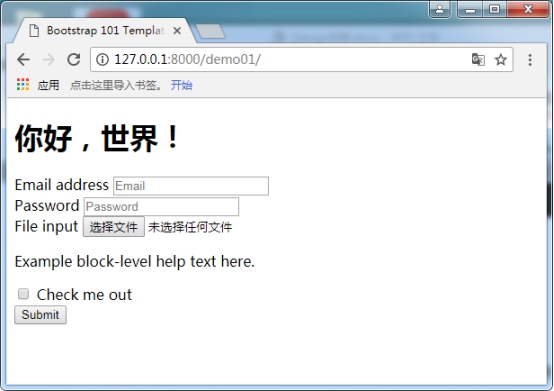 Bootstrap 101 Templat
127.0.0.1:8000/demo01/
应用 点击这里导入书签。 开始
你好，世界！
Email address Email
Password Password
File input 选择文件 未选择任何文件
Example block-level help text here.
Check me out
Submit